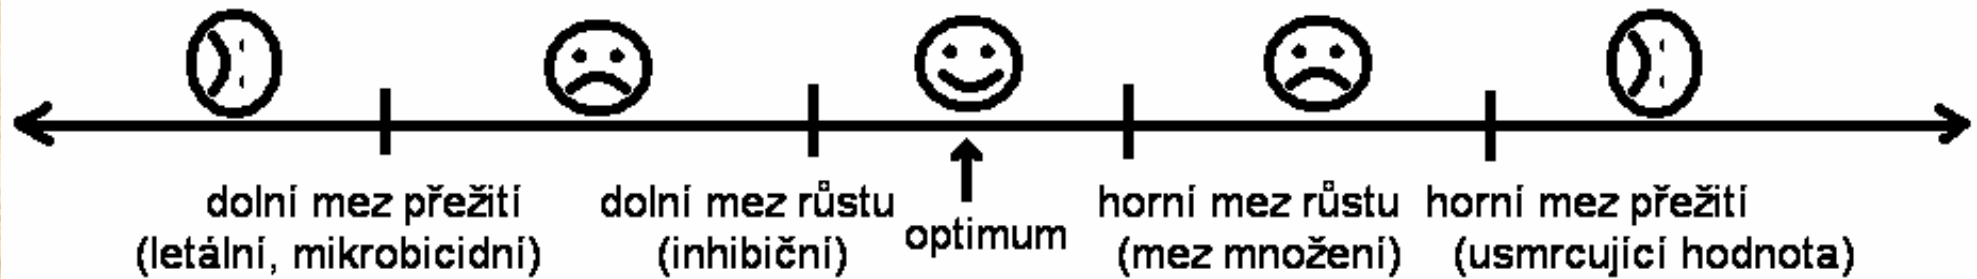 dolní mez přežití
(letální, mikrobicidní)
dolní mez růstu
(inhibiční)
optimum
horní mez růstu
(mez množení)
horní mez přežití
(usmrcující hodnota)